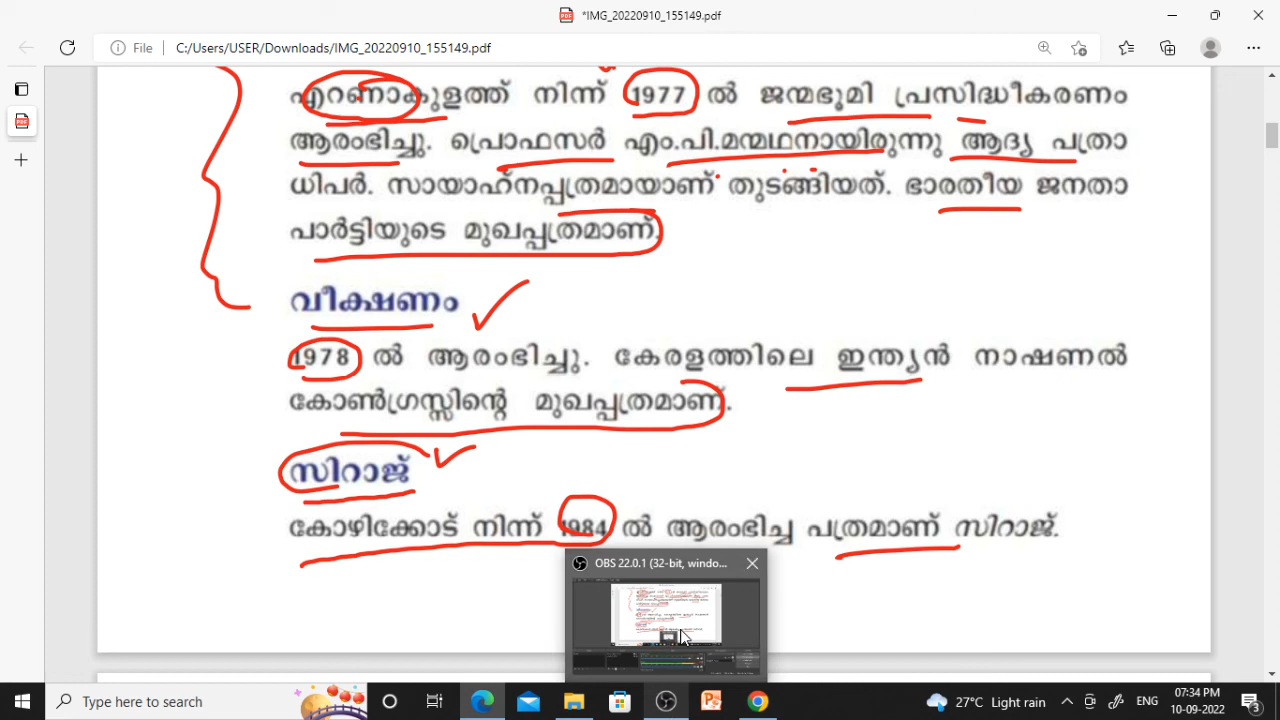 *IMG_20220910_155149.pdf
File C:/Users/USER/Downloads/IMG_20220910_155149.pdf
എറണാകുളത്ത് നിന്ന് 1977 ൽ ജന്മഭൂമി പ്രസിദ്ധീകരണം
ആരംഭിച്ചു. പ്രൊഫസർ എം.പി.മന്മഥനായിരുന്നു ആദ്യ പത്രാ
ധിപർ. സായാഹ്നപ്പത്രമായാണ് തുടങ്ങിയത്. ഭാരതീയ ജനതാ
പാർട്ടിയുടെ മുഖപ്പത്രമാണ്.
വീക്ഷണം
1978 ൽ ആരംഭിച്ചു. കേരളത്തിലെ ഇന്ത്യൻ നാഷണൽ
കോൺഗ്രസ്സിന്റെ മുഖപ്പത്രമാണ്.
സിറാജ്
കോഴിക്കോട് നിന്ന് 1984 ൽ ആരംഭിച്ച പത്രമാണ് സിറാജ്.
OBS 22.0.1 (32-bit, windo...
Type here to search
27°C Light rain
ENG
07:39 PM
10-09-2022
3